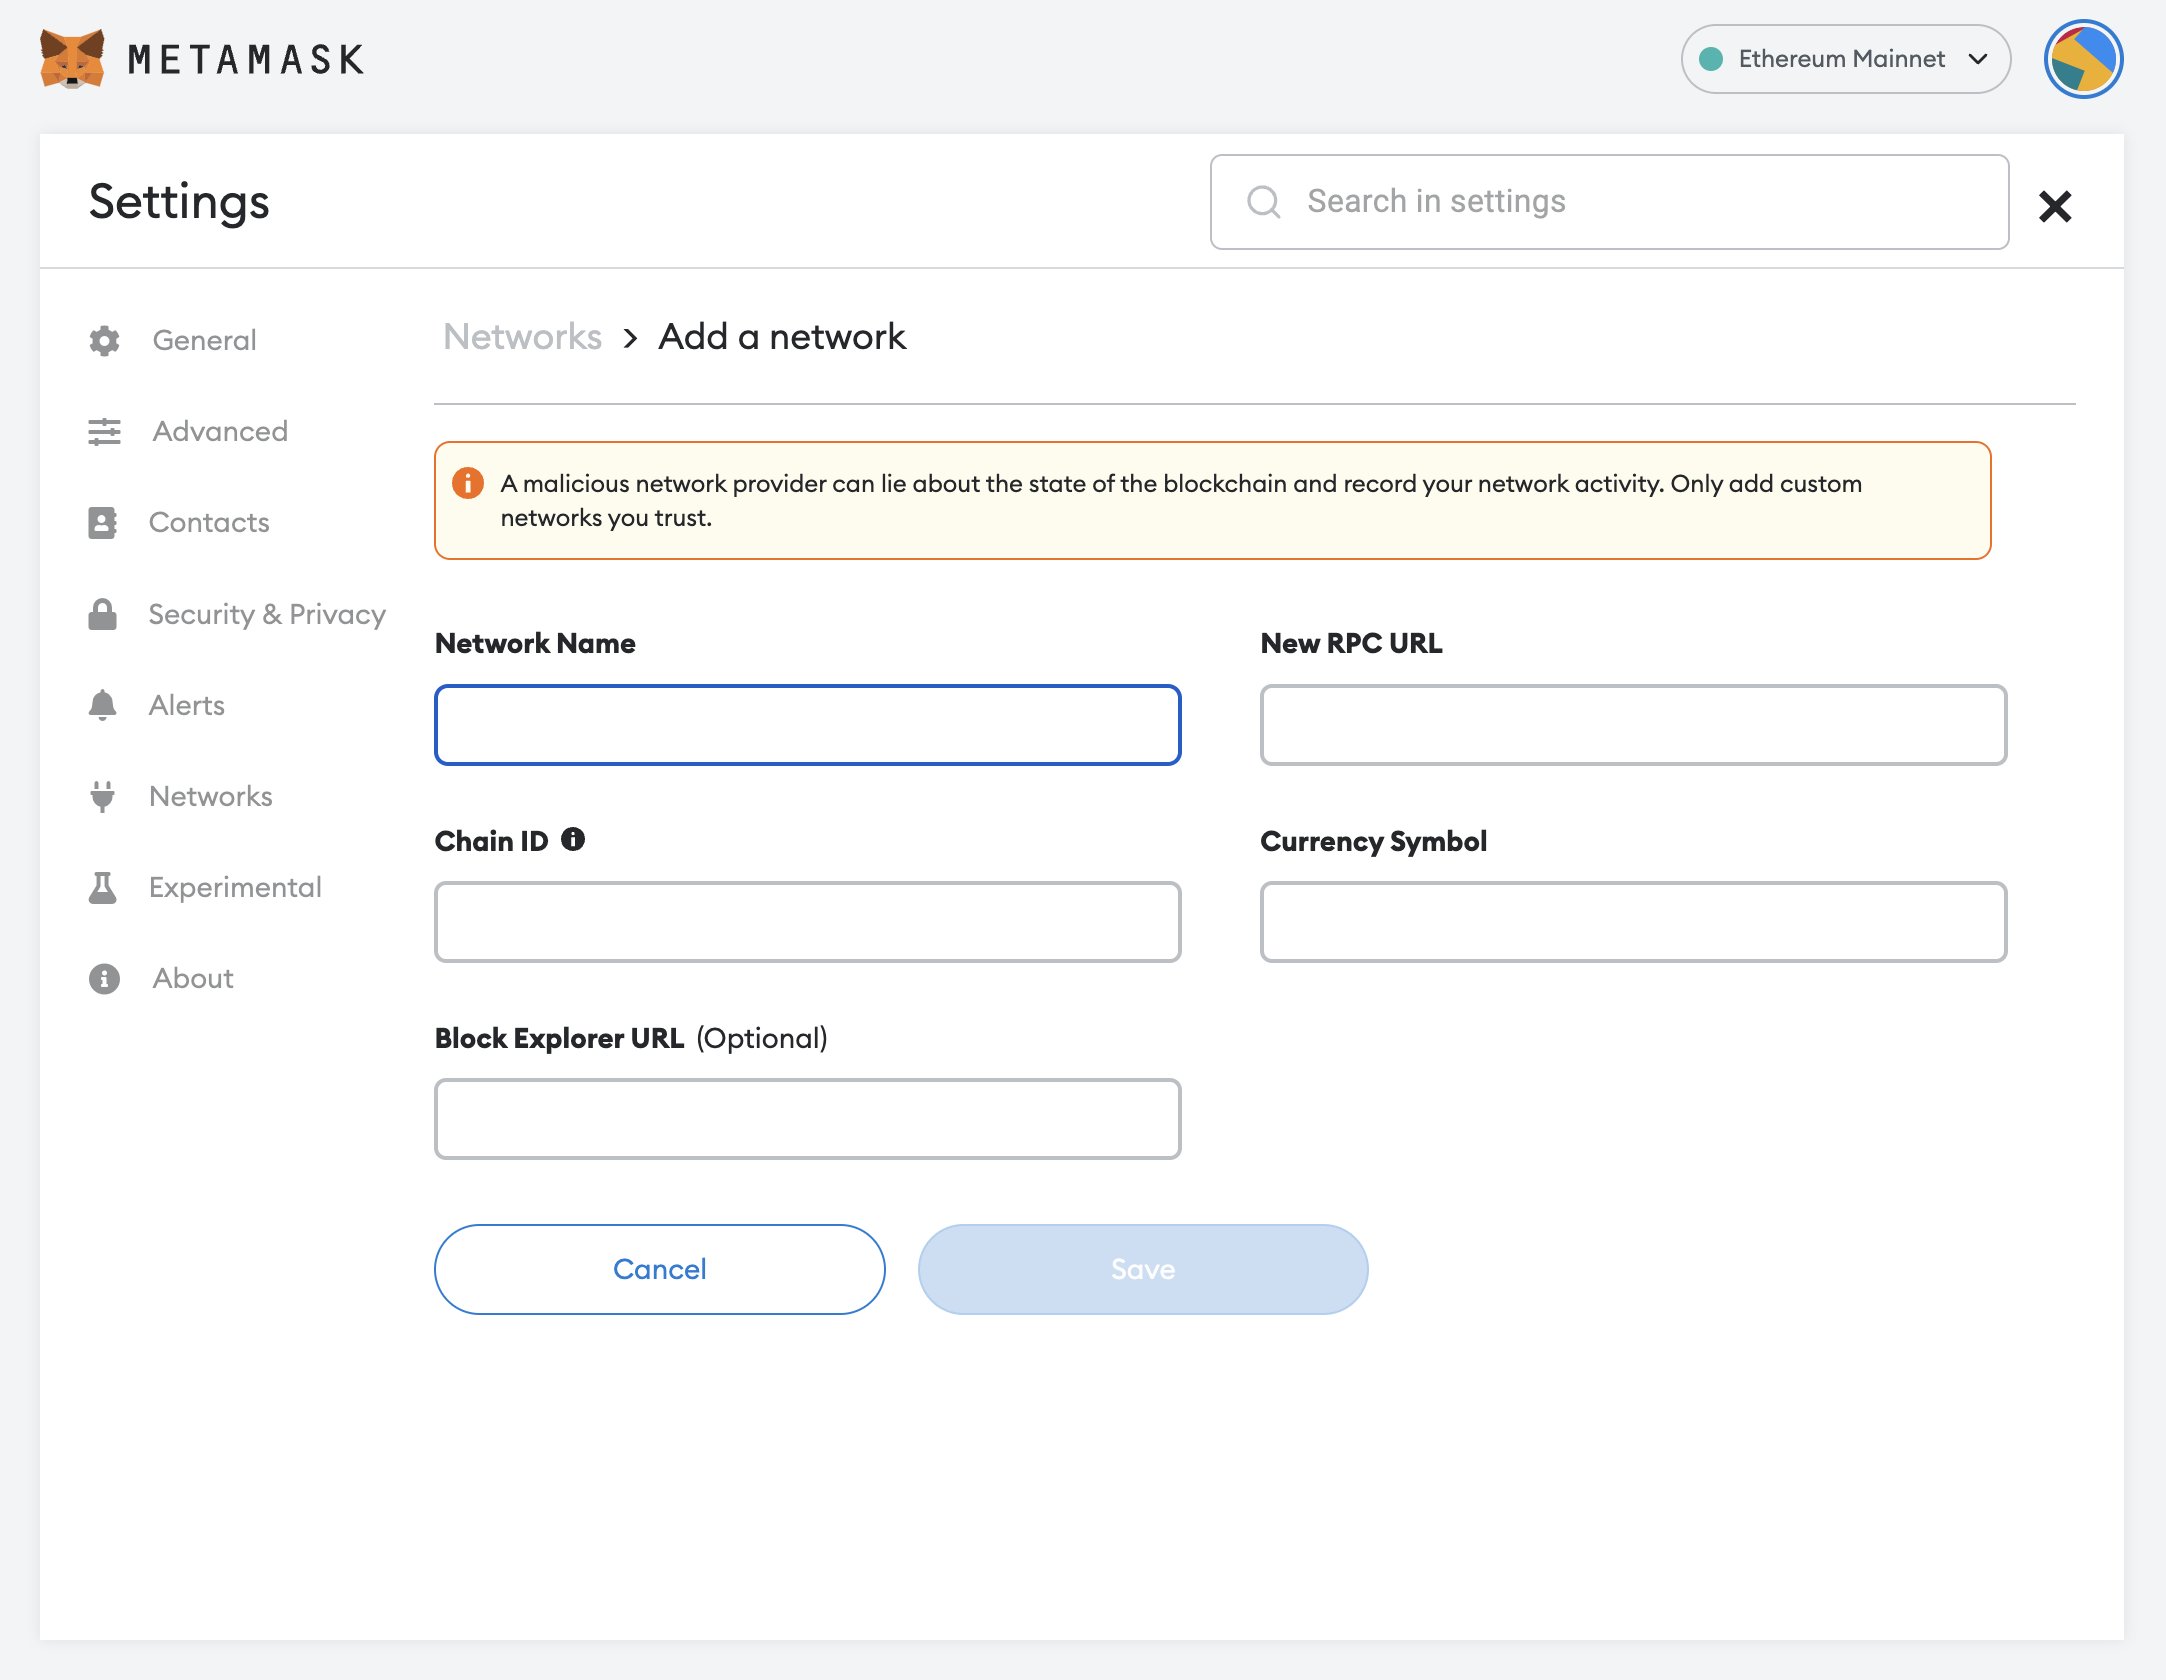 METAMASK
Ethereum Mainnet
Settings
Search in settings
General
Advanced
Contacts
Security & Privacy
Alerts
Networks
Experimental
About
Networks > Add a network
A malicious network provider can lie about the state of the blockchain and record your network activity. Only add custom
networks you trust.
Network Name
New RPC URL
Chain ID
Currency Symbol
Block Explorer URL (Optional)
Cancel
Save